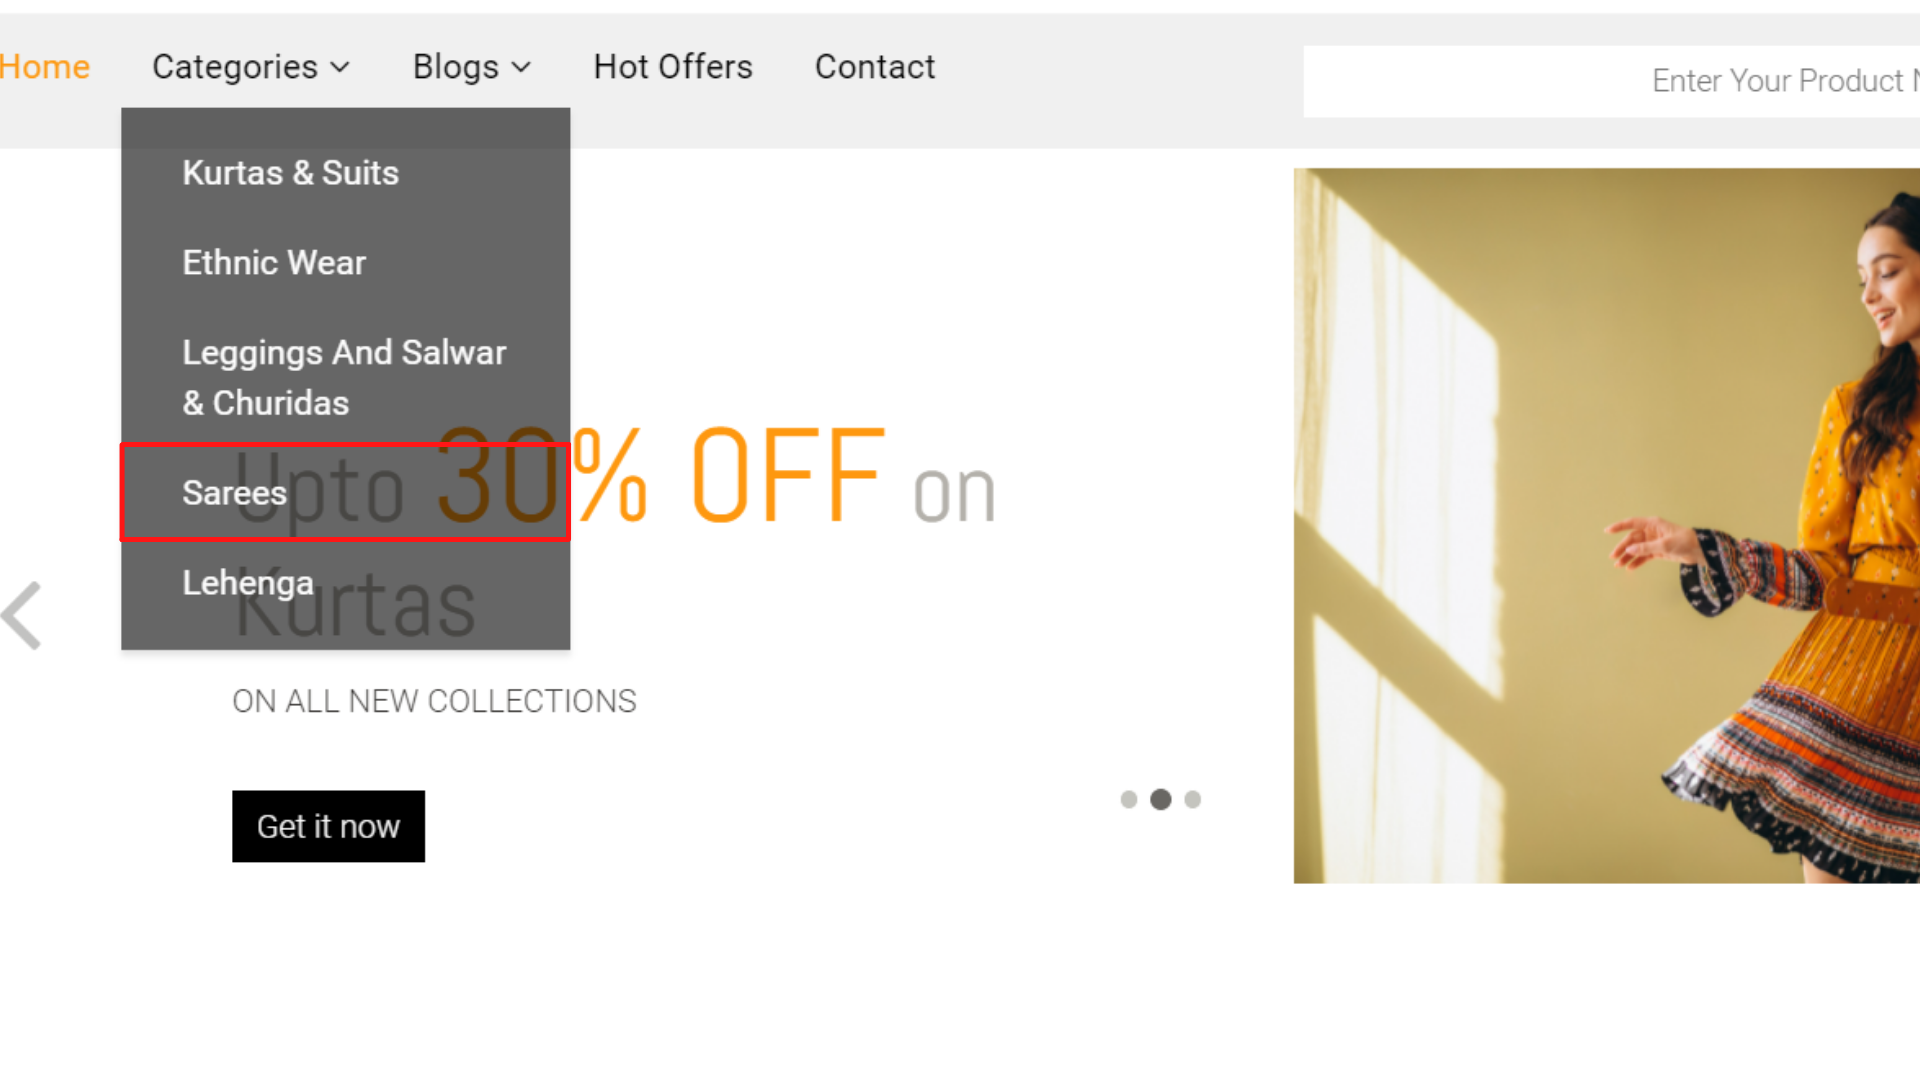 Home Categories Blogs Hot Offers Contact
Enter Your Product
Kurtas & Suits
Ethnic Wear
Leggings And Salwar
& Churidas
Sarees
Lehenga
Upto 30% OFF on
Kurtas
ON ALL NEW COLLECTIONS
Get it now